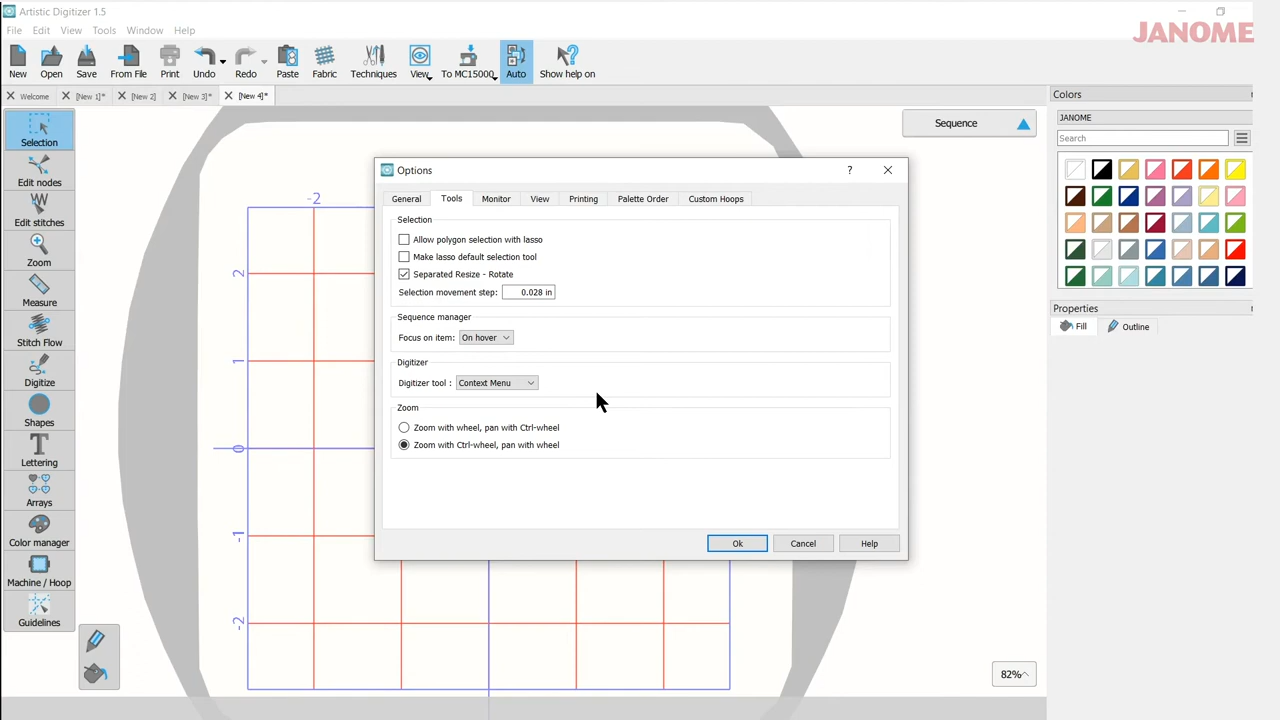 Artistic Digitizer 1.5
File Edit View Tools Window Help
JANOME
New Open Save From File Print Undo Redo Paste Fabric Techniques View To MC15000 Auto Show help on
Welcome [New 1]* [New 2] [New 3]* [New 4]*
Colors
JANOME
Search
Properties
Fill Outline
Selection
Edit nodes
Edit stitches
Zoom
Measure
Stitch Flow
Digitize
Shapes
Lettering
Arrays
Color manager
Machine / Hoop
Guidelines
Sequence
-2
2
1
0
-1
-2
Options
General Tools Monitor View Printing Palette Order Custom Hoops
Selection
Allow polygon selection with lasso
Make lasso default selection tool
Separated Resize - Rotate
Selection movement step: 0.028 in
Sequence manager
Focus on item: On hover
Digitizer
Digitizer tool : Context Menu
Zoom
Zoom with wheel, pan with Ctrl-wheel
Zoom with Ctrl-wheel, pan with wheel
Ok Cancel Help
82%